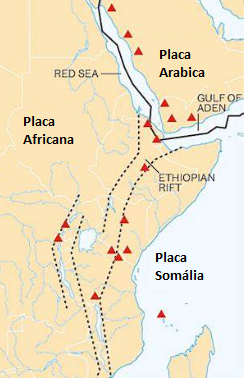 Placa
Arabica
RED SEA
GULF OF
ADEN
Placa
Africana
ETHIOPIAN
RIFT
Placa
Somália